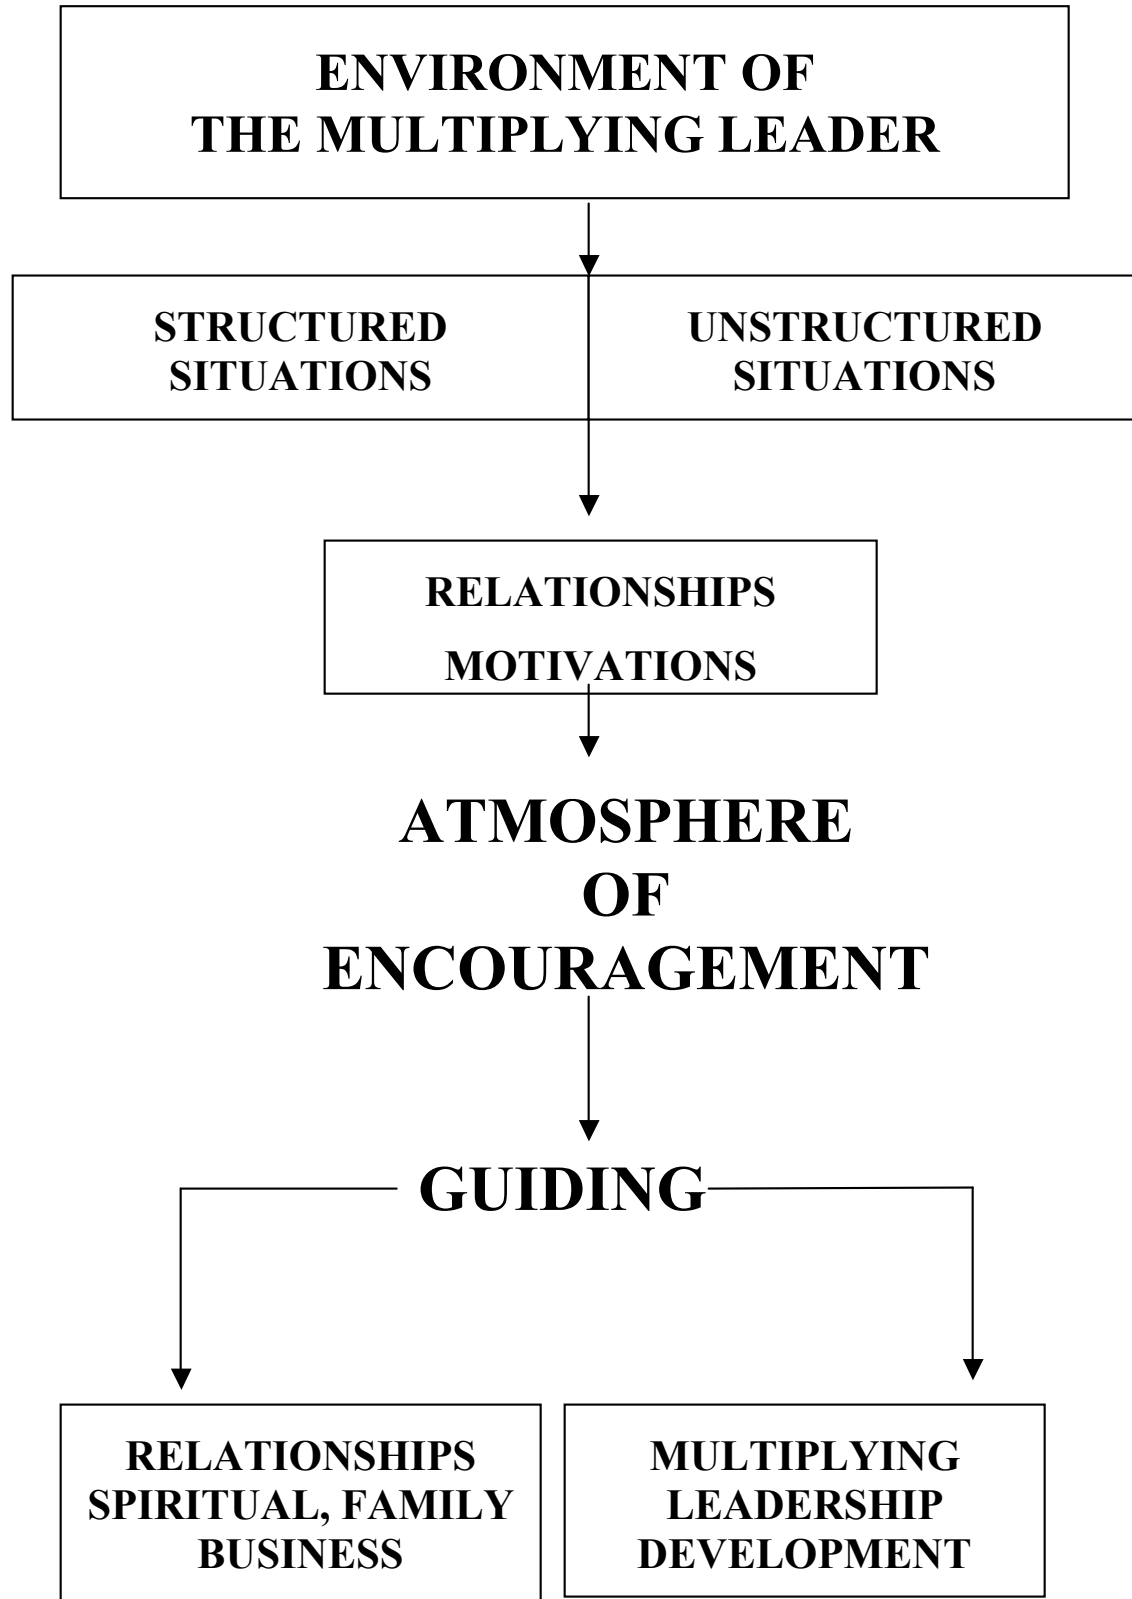 ENVIRONMENT OF
THE MULTIPLYING LEADER
STRUCTURED
SITUATIONS
UNSTRUCTURED
SITUATIONS
RELATIONSHIPS
MOTIVATIONS
ATMOSPHERE
OF
ENCOURAGEMENT
GUIDING
RELATIONSHIPS
SPIRITUAL, FAMILY
BUSINESS
MULTIPLYING
LEADERSHIP
DEVELOPMENT